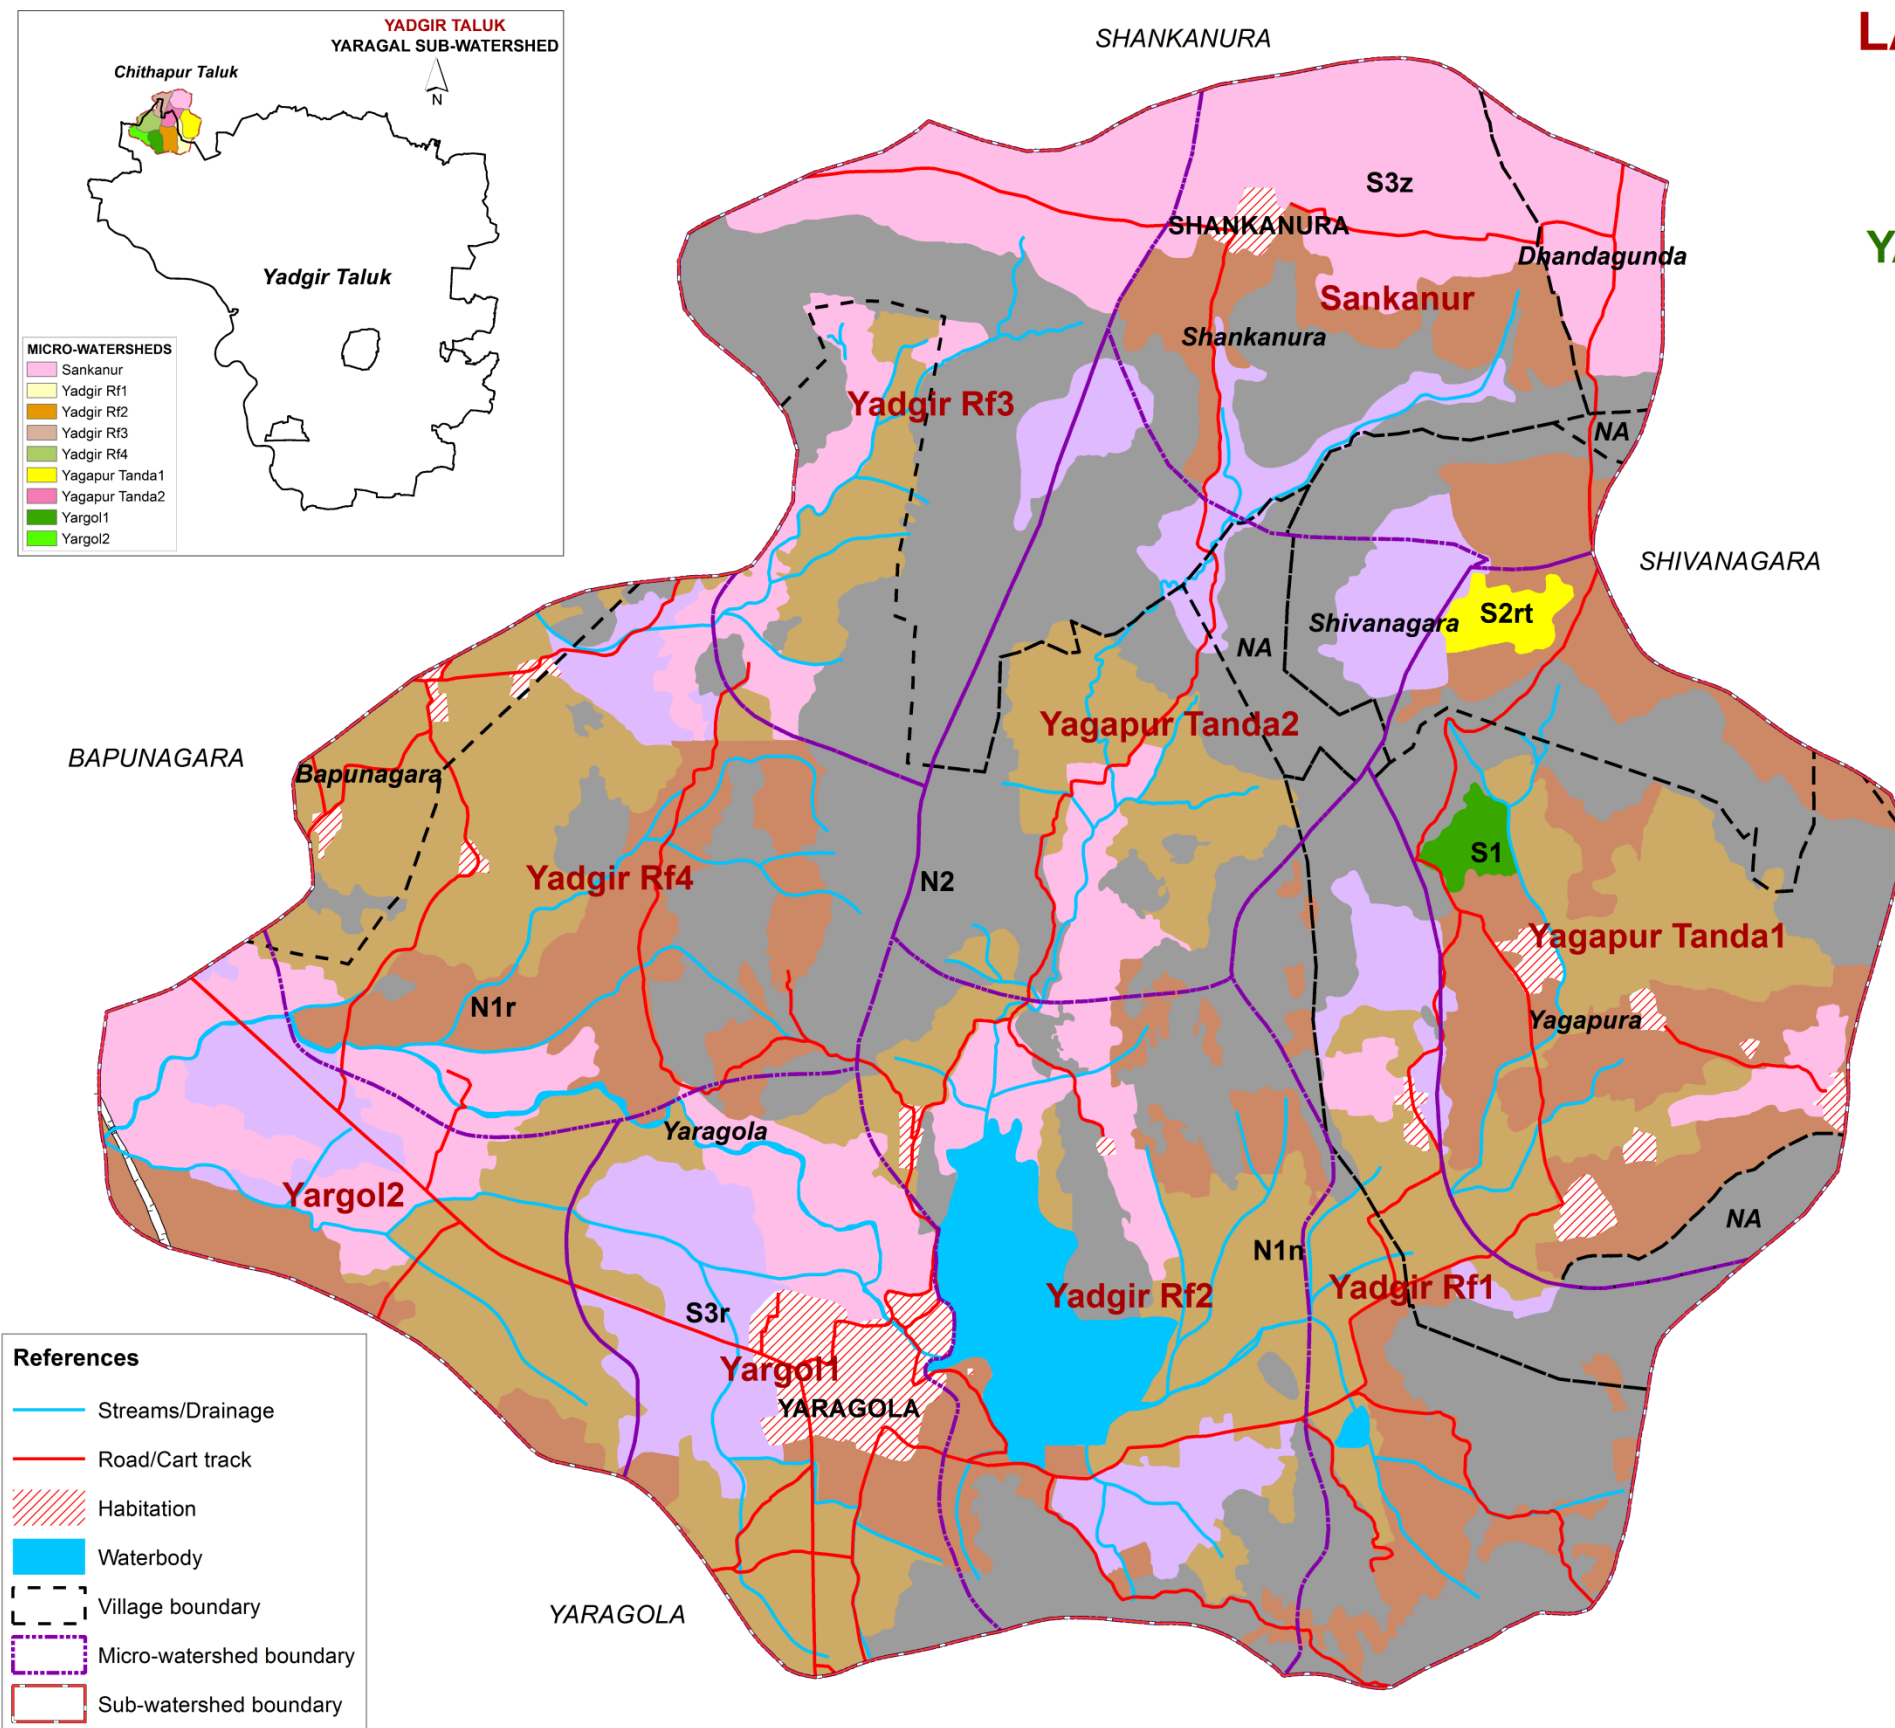 YADGIR TALUK
YARAGAL SUB-WATERSHED
N
Chithapur Taluk
Yadgir Taluk
MICRO-WATERSHEDS
Sankanur
Yadgir Rf1
Yadgir Rf2
Yadgir Rf3
Yadgir Rf4
Yagapur Tanda1
Yagapur Tanda2
Yargol1
Yargol2
LA
YA
SHANKANURA
S3z
SHANKANURA
Dhandagunda
Sankanur
Shankanura
Yadgir Rf3
NA
SHIVANAGARA
S2rt
Shivanagara
NA
Yagapur Tanda2
BAPUNAGARA
Bapunagara
S1
Yadgir Rf4
N2
Yagapur Tanda1
N1r
Yagapura
Yaragola
Yargol2
NA
N1n
Yadgir Rf2
Yadgir Rf1
S3r
Yargol1
YARAGOLA
YARAGOLA
References
Streams/Drainage
Road/Cart track
Habitation
Waterbody
Village boundary
Micro-watershed boundary
Sub-watershed boundary